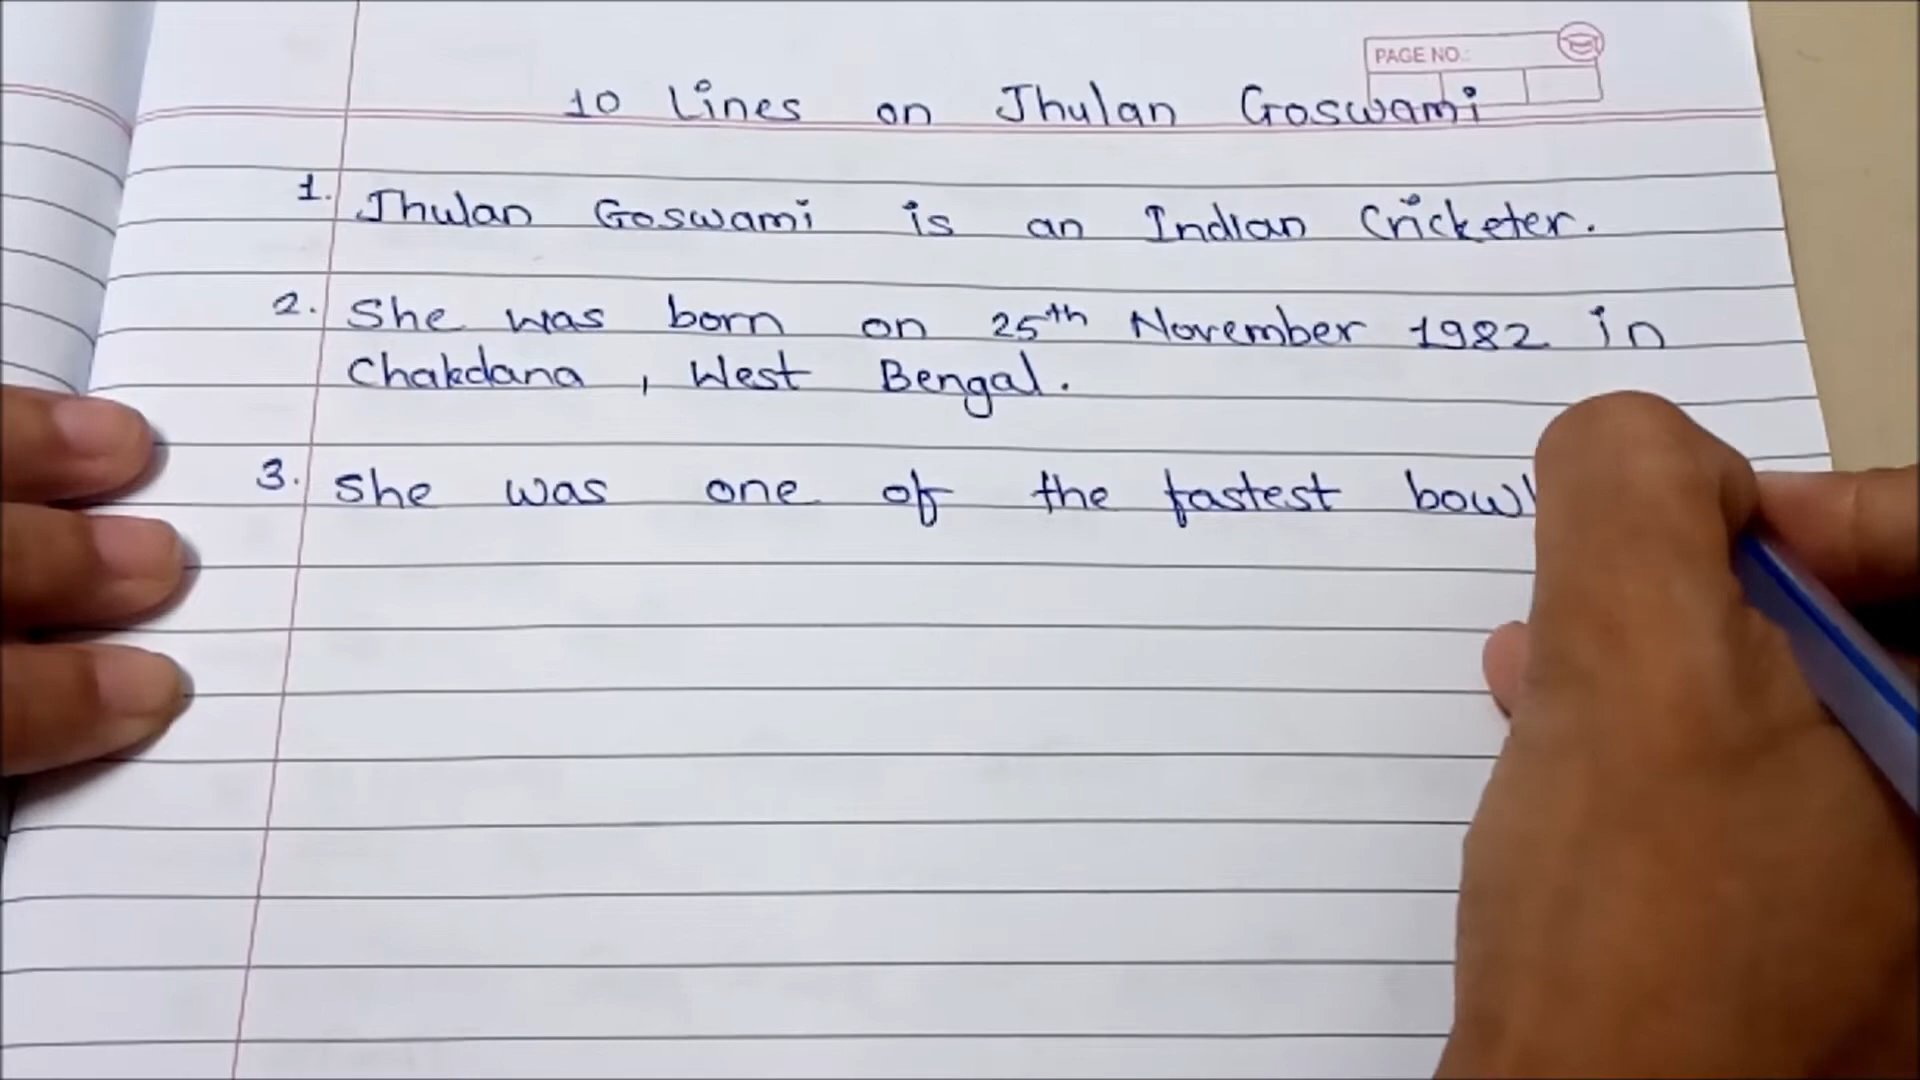 PAGE NO.:
10 Lines on Jhulan Goswami
1. Jhulan Goswami is an Indian Cricketer.
2. She was born on 25th November 1982 in
Chakdana, West Bengal.
3. She was one of the fastest